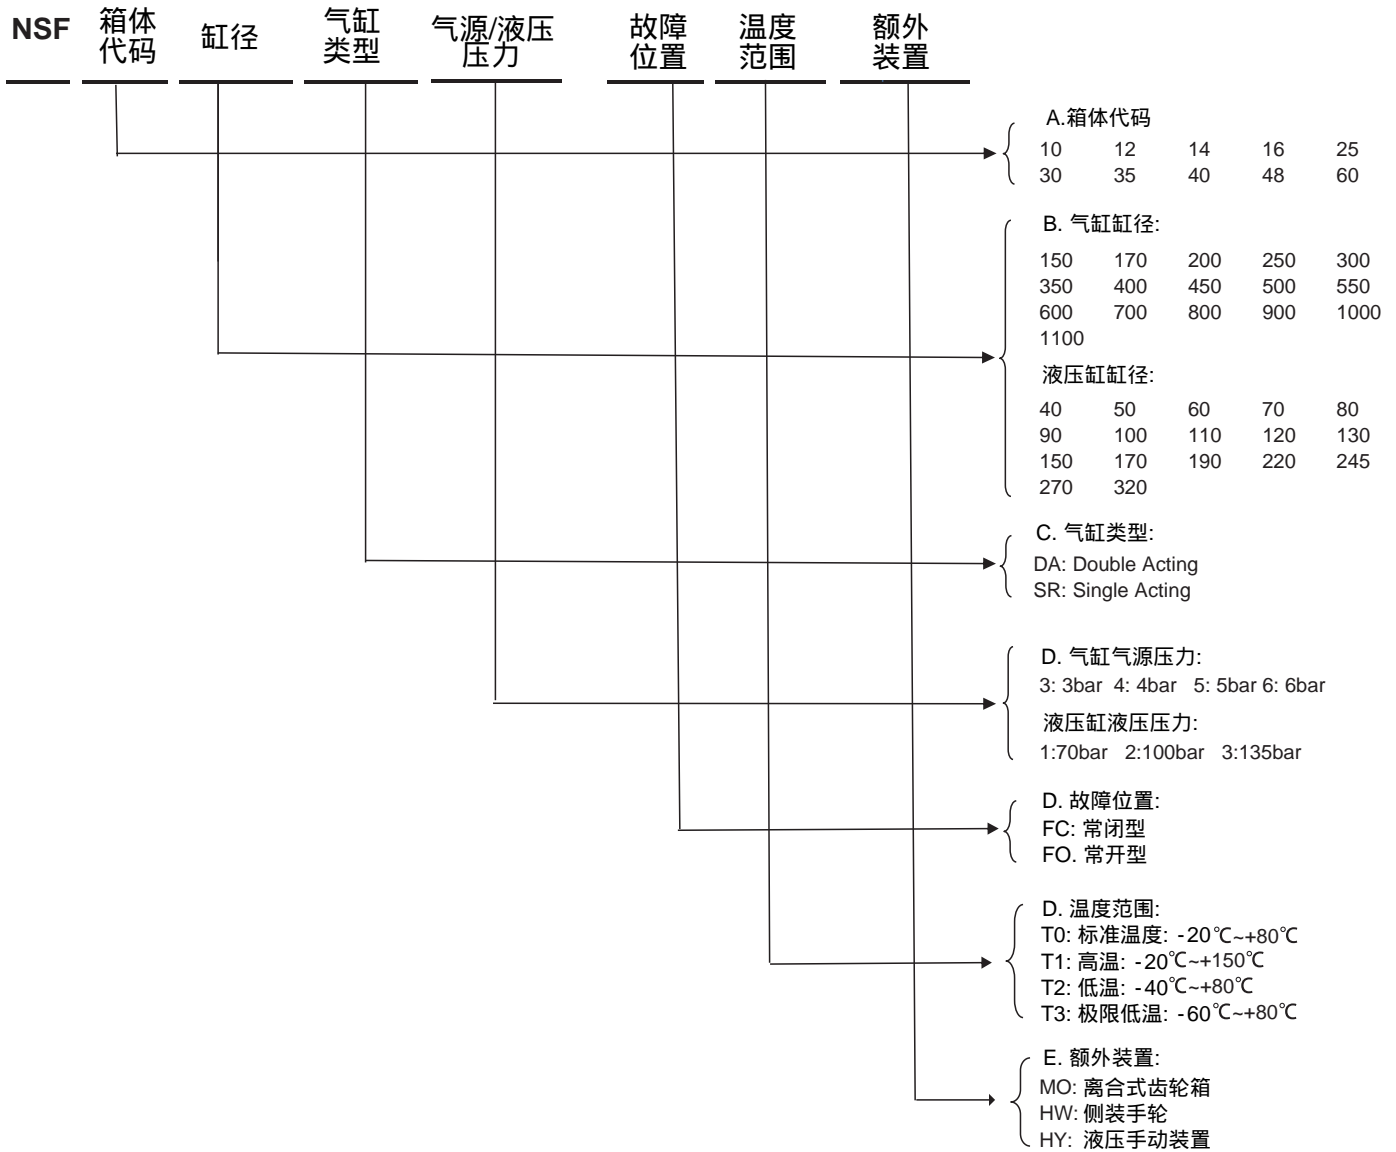 NSF 箱体代码 缸径 气缸类型 气源/液压压力 故障位置 温度范围 额外装置
A.箱体代码
10 12 14 16 25
30 35 40 48 60
B. 气缸缸径:
150 170 200 250 300
350 400 450 500 550
600 700 800 900 1000
1100
液压缸缸径:
40 50 60 70 80
90 100 110 120 130
150 170 190 220 245
270 320
C. 气缸类型:
DA: Double Acting
SR: Single Acting
D. 气缸气源压力:
3: 3bar 4: 4bar 5: 5bar 6: 6bar
液压缸液压压力:
1:70bar 2:100bar 3:135bar
D. 故障位置:
FC: 常闭型
FO. 常开型
D. 温度范围:
T0: 标准温度: -20℃~+80℃
T1: 高温: -20℃~+150℃
T2: 低温: -40℃~+80℃
T3: 极限低温: -60℃~+80℃
E. 额外装置:
MO: 离合式齿轮箱
HW: 侧装手轮
HY: 液压手动装置